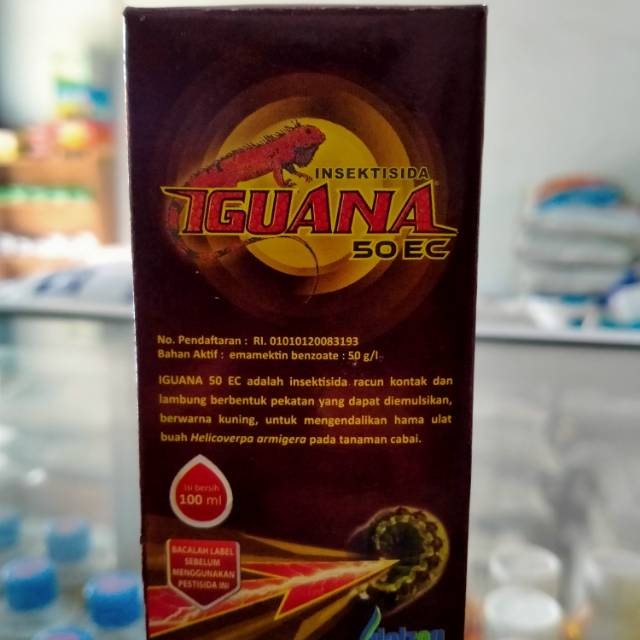 INSEKTISIDA
IGUANA
50 EC
No. Pendaftaran : RI. 01010120083193
Bahan Aktif : emamektin benzoate : 50 g/l
IGUANA 50 EC adalah insektisida racun kontak dan
lambung berbentuk pekatan yang dapat diemulsikan,
berwarna kuning, untuk mengendalikan hama ulat
buah Helicoverpa armigera pada tanaman cabai.
isi bersih
100 ml
BACALAH LABEL
SEBELUM
MENGGUNAKAN
PESTISIDA INI